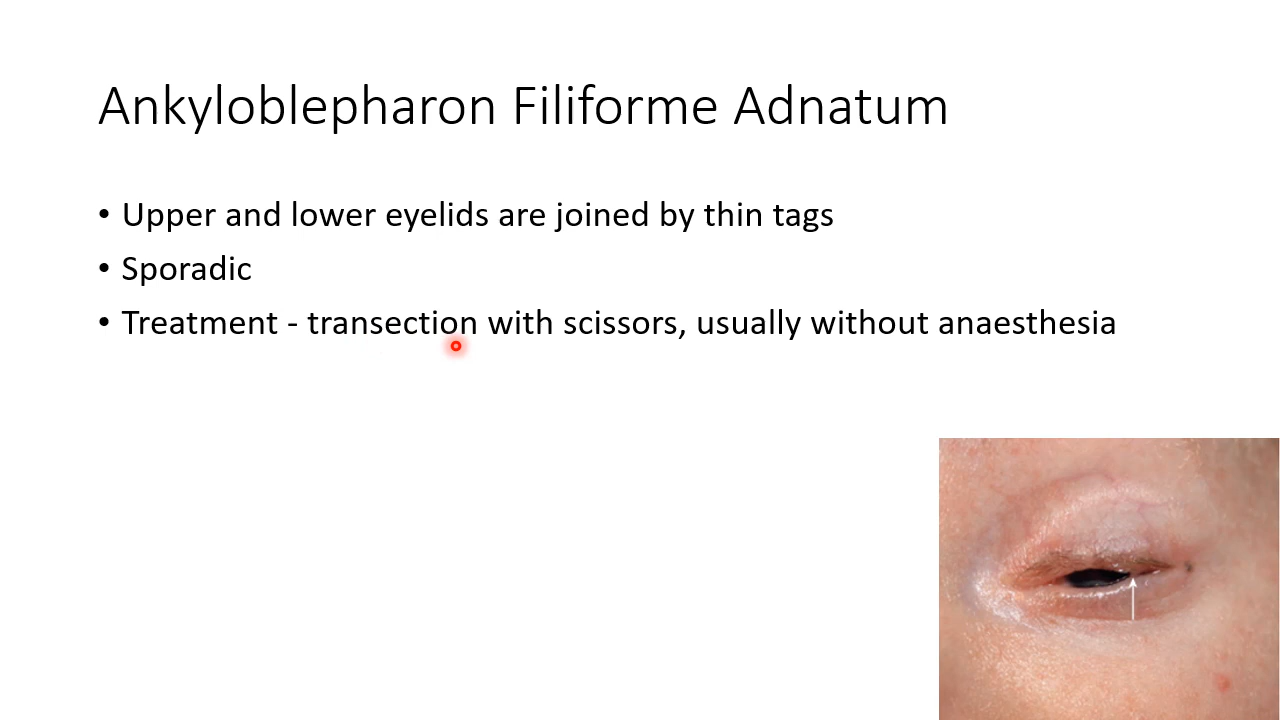 Ankyloblepharon Filiforme Adnatum
• Upper and lower eyelids are joined by thin tags
• Sporadic
• Treatment - transection with scissors, usually without anaesthesia